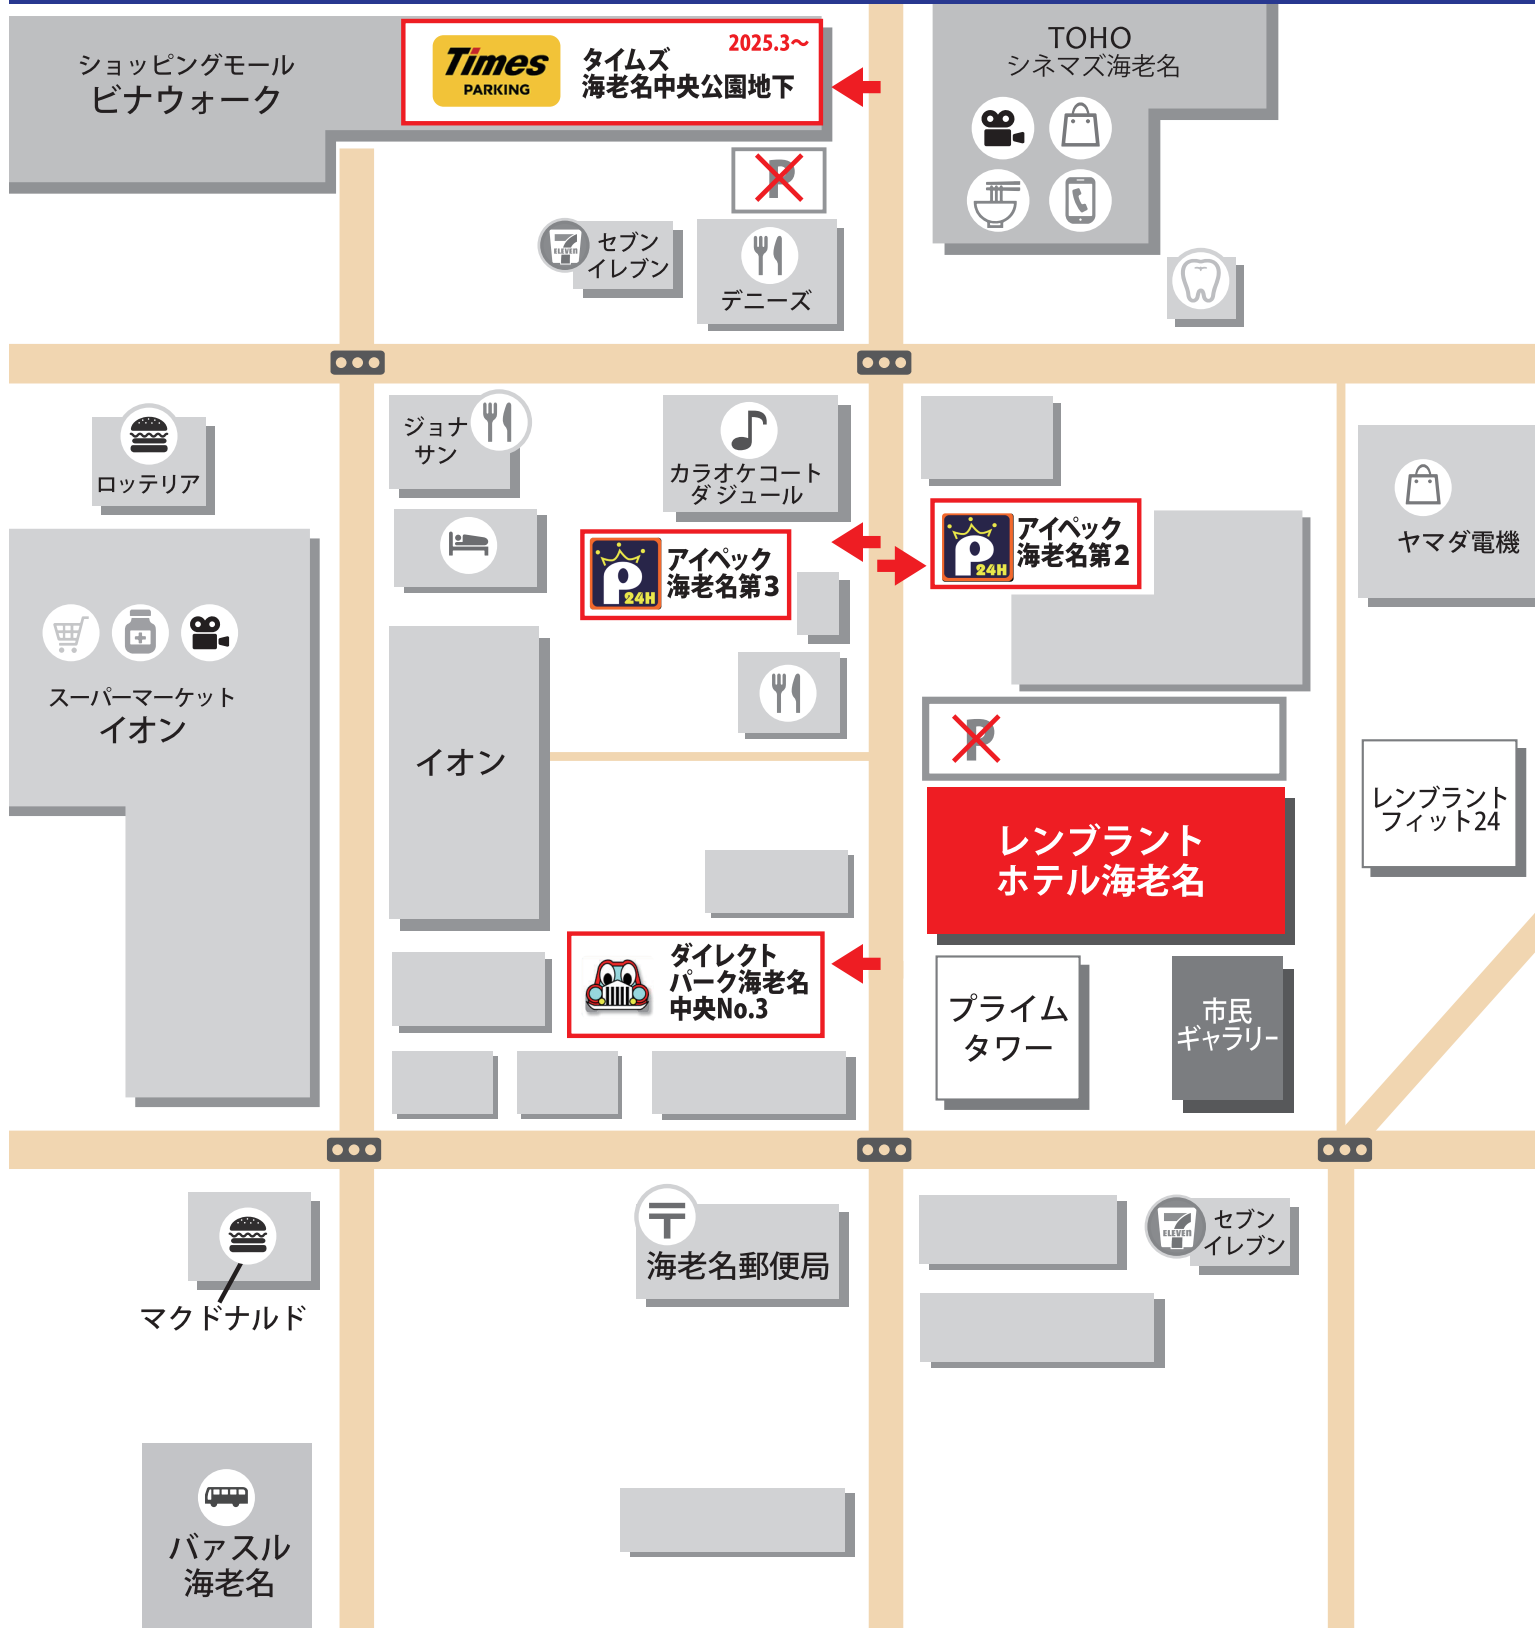 ショッピングモール
ビナウォーク
Times
PARKING
2025.3〜
タイムズ
海老名中央公園地下
TOHO
シネマズ海老名
P
7
ELEVEN
セブン
イレブン
デニーズ
ロッテリア
ジョナ
サン
カラオケコート
ダジュール
P
24H
アイペック
海老名第3
P
24H
アイペック
海老名第2
ヤマダ電機
スーパーマーケット
イオン
イオン
P
レンブラント
ホテル海老名
レンブラント
フィット24
ダイレクト
パーク海老名
中央No.3
プライム
タワー
市民
ギャラリー
マクドナルド
〒
海老名郵便局
7
ELEVEN
セブン
イレブン
バァスル
海老名